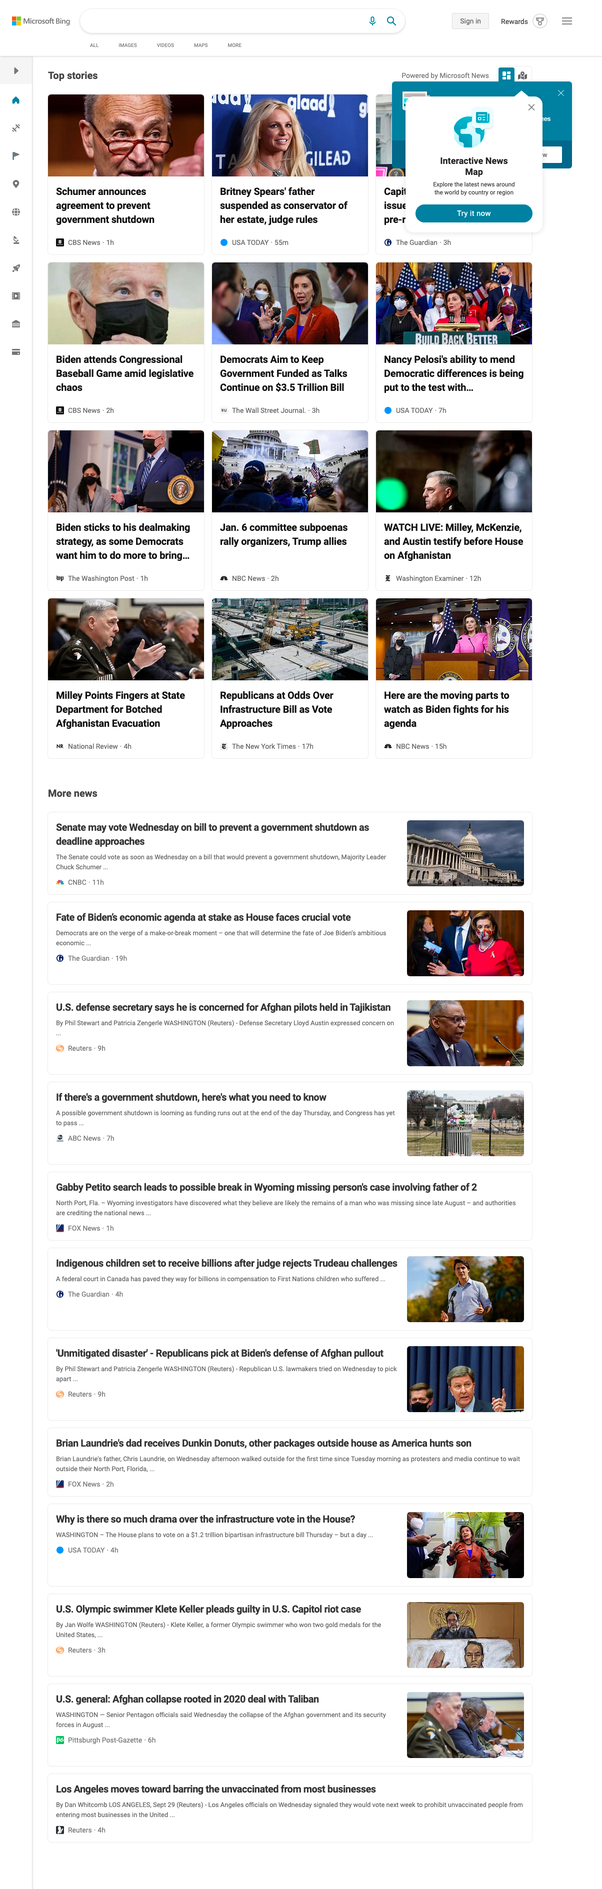 Microsoft Bing
Sign in
Rewards
ALL
IMAGES
VIDEOS
MAPS
MORE
Top stories
Powered by Microsoft News
Interactive News
Map
Explore the latest news around
the world by country or region
Try it now
glaad
GILEAD
Schumer announces
agreement to prevent
government shutdown
CBS News · 1h
Britney Spears' father
suspended as conservator of
her estate, judge rules
USA TODAY · 55m
Capit
issue
pre-r
The Guardian · 3h
BUILD BACK BETTER
Biden attends Congressional
Baseball Game amid legislative
chaos
CBS News · 2h
Democrats Aim to Keep
Government Funded as Talks
Continue on $3.5 Trillion Bill
The Wall Street Journal. · 3h
Nancy Pelosi's ability to mend
Democratic differences is being
put to the test with...
USA TODAY · 7h
Biden sticks to his dealmaking
strategy, as some Democrats
want him to do more to bring...
The Washington Post · 1h
Jan. 6 committee subpoenas
rally organizers, Trump allies
NBC News · 2h
WATCH LIVE: Milley, McKenzie,
and Austin testify before House
on Afghanistan
Washington Examiner · 12h
Milley Points Fingers at State
Department for Botched
Afghanistan Evacuation
National Review · 4h
Republicans at Odds Over
Infrastructure Bill as Vote
Approaches
The New York Times · 17h
Here are the moving parts to
watch as Biden fights for his
agenda
NBC News · 15h
More news
Senate may vote Wednesday on bill to prevent a government shutdown as
deadline approaches
The Senate could vote as soon as Wednesday on a bill that would prevent a government shutdown, Majority Leader
Chuck Schumer ...
CNBC · 11h
Fate of Biden's economic agenda at stake as House faces crucial vote
Democrats are on the verge of a make-or-break moment – one that will determine the fate of Joe Biden's ambitious
economic ...
The Guardian · 19h
U.S. defense secretary says he is concerned for Afghan pilots held in Tajikistan
By Phil Stewart and Patricia Zengerle WASHINGTON (Reuters) - Defense Secretary Lloyd Austin expressed concern on
...
Reuters · 9h
If there's a government shutdown, here's what you need to know
A possible government shutdown is looming as funding runs out at the end of the day Thursday, and Congress has yet
to pass ...
ABC News · 7h
Gabby Petito search leads to possible break in Wyoming missing person's case involving father of 2
North Port, Fla. – Wyoming investigators have discovered what they believe are likely the remains of a man who was missing since late August – and authorities
are crediting the national news ...
FOX News · 1h
Indigenous children set to receive billions after judge rejects Trudeau challenges
A federal court in Canada has paved they way for billions in compensation to First Nations children who suffered ...
The Guardian · 4h
'Unmitigated disaster' - Republicans pick at Biden's defense of Afghan pullout
By Phil Stewart and Patricia Zengerle WASHINGTON (Reuters) - Republican U.S. lawmakers tried on Wednesday to pick
apart ...
Reuters · 9h
Brian Laundrie's dad receives Dunkin Donuts, other packages outside house as America hunts son
Brian Laundrie's father, Chris Laundrie, on Wednesday afternoon walked outside for the first time since Tuesday morning as protesters and media continue to wait
outside their North Port, Florida, ...
FOX News · 2h
Why is there so much drama over the infrastructure vote in the House?
WASHINGTON – The House plans to vote on a $1.2 trillion bipartisan infrastructure bill Thursday – but a day ...
USA TODAY · 4h
U.S. Olympic swimmer Klete Keller pleads guilty in U.S. Capitol riot case
By Jan Wolfe WASHINGTON (Reuters) - Klete Keller, a former Olympic swimmer who won two gold medals for the
United States, ...
Reuters · 3h
U.S. general: Afghan collapse rooted in 2020 deal with Taliban
WASHINGTON — Senior Pentagon officials said Wednesday the collapse of the Afghan government and its security
forces in August ...
Pittsburgh Post-Gazette · 6h
Los Angeles moves toward barring the unvaccinated from most businesses
By Dan Whitcomb LOS ANGELES, Sept 29 (Reuters) - Los Angeles officials on Wednesday signaled they would vote next week to prohibit unvaccinated people from
entering most businesses in the United ...
Reuters · 4h